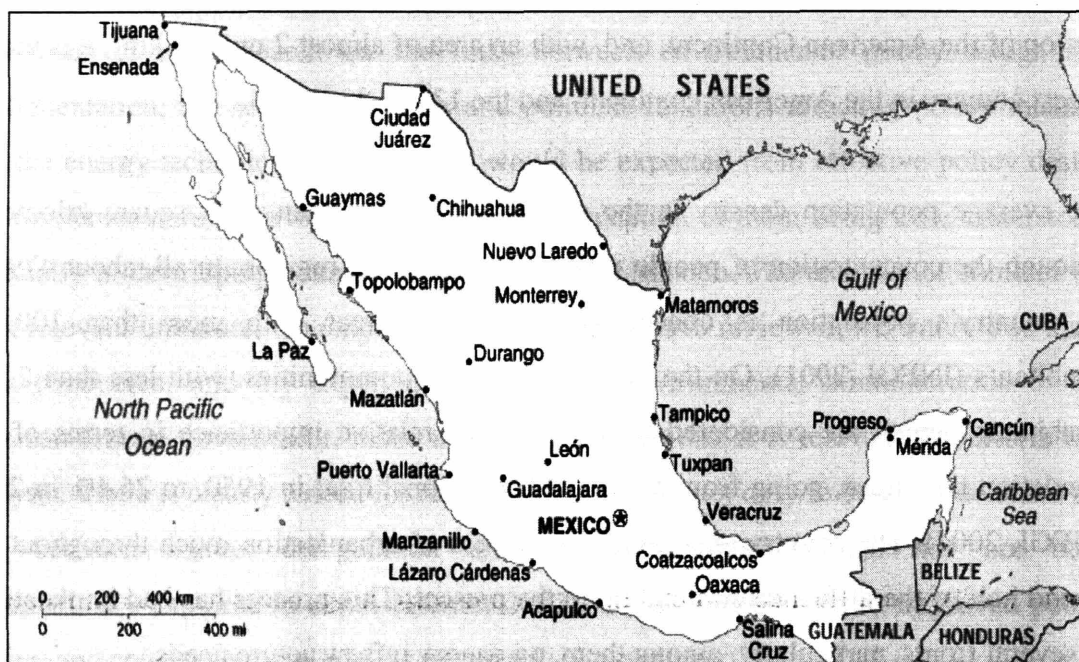 Tijuana
Ensenada
UNITED STATES
Ciudad
Juárez
Guaymas
Chihuahua
Nuevo Laredo
Topolobampo
Monterrey
Matamoros
Gulf of
Mexico
CUBA
La Paz
Durango
Mazatlán
North Pacific
Ocean
Tampico
Progreso
Cancún
Mérida
León
Tuxpan
Puerto Vallarta
Guadalajara
Caribbean
Sea
MEXICO
Veracruz
Manzanillo
Coatzacoalcos
Lázaro Cárdenas
Oaxaca
BELIZE
0 200 400 km
0 200 400 mi
Acapulco
Salina
Cruz
GUATEMALA
HONDURAS